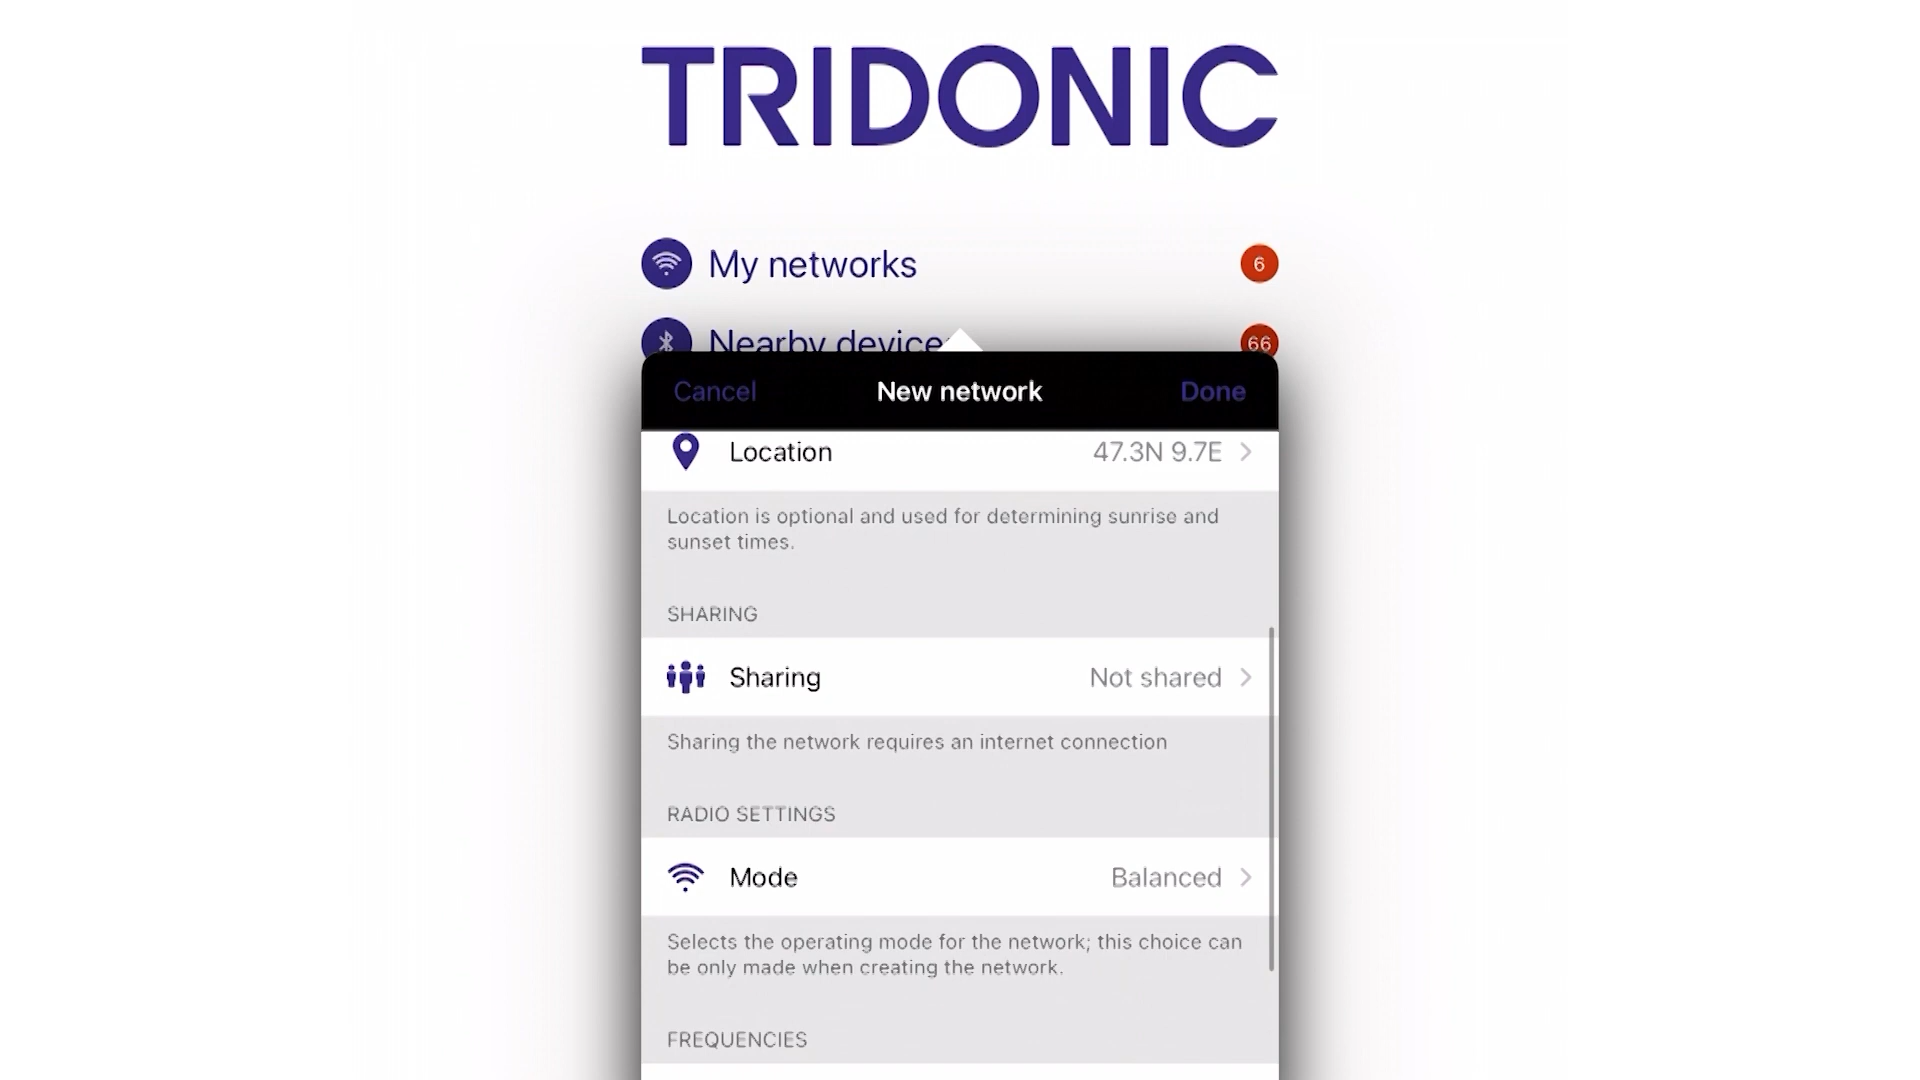 TRIDONIC
My networks 6
Nearby device 66
Cancel New network Done
Location 47.3N 9.7E
Location is optional and used for determining sunrise and
sunset times.
SHARING
Sharing Not shared
Sharing the network requires an internet connection
RADIO SETTINGS
Mode Balanced
Selects the operating mode for the network; this choice can
be only made when creating the network.
FREQUENCIES